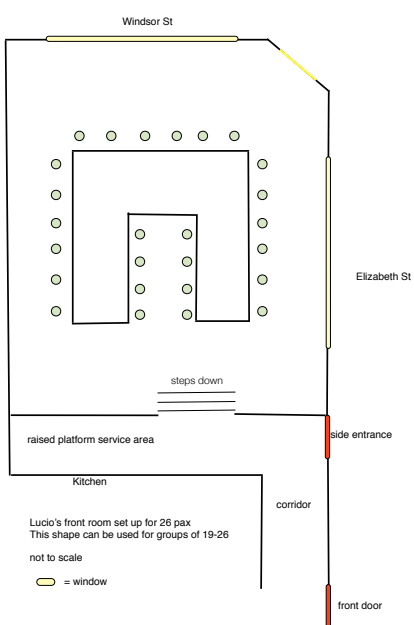 Windsor St
Elizabeth St
steps down
side entrance
raised platform service area
Kitchen
corridor
Lucio's front room set up for 26 pax
This shape can be used for groups of 19-26
not to scale
= window
front door